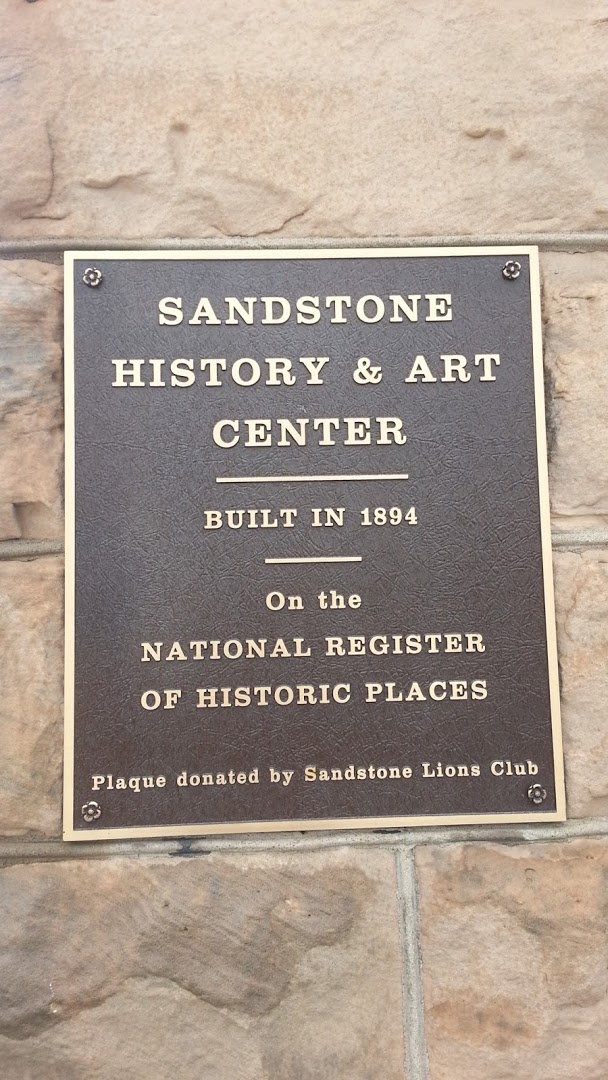 SANDSTONE
HISTORY & ART
CENTER
BUILT IN 1894
On the
NATIONAL REGISTER
OF HISTORIC PLACES
Plaque donated by Sandstone Lions Club